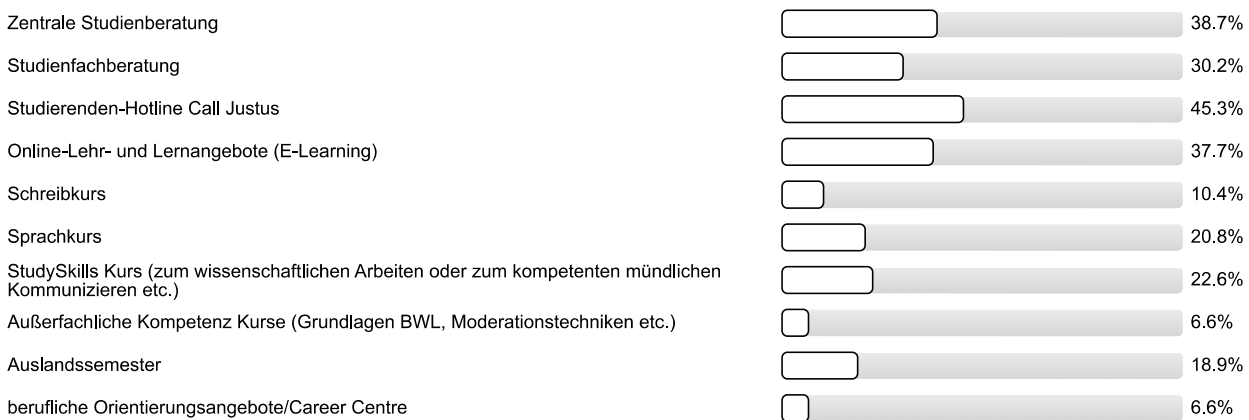 Zentrale Studienberatung 38.7%
Studienfachberatung 30.2%
Studierenden-Hotline Call Justus 45.3%
Online-Lehr- und Lernangebote (E-Learning) 37.7%
Schreibkurs 10.4%
Sprachkurs 20.8%
StudySkills Kurs (zum wissenschaftlichen Arbeiten oder zum kompetenten mündlichen
Kommunizieren etc.) 22.6%
Außerfachliche Kompetenz Kurse (Grundlagen BWL, Moderationstechniken etc.) 6.6%
Auslandssemester 18.9%
berufliche Orientierungsangebote/Career Centre 6.6%